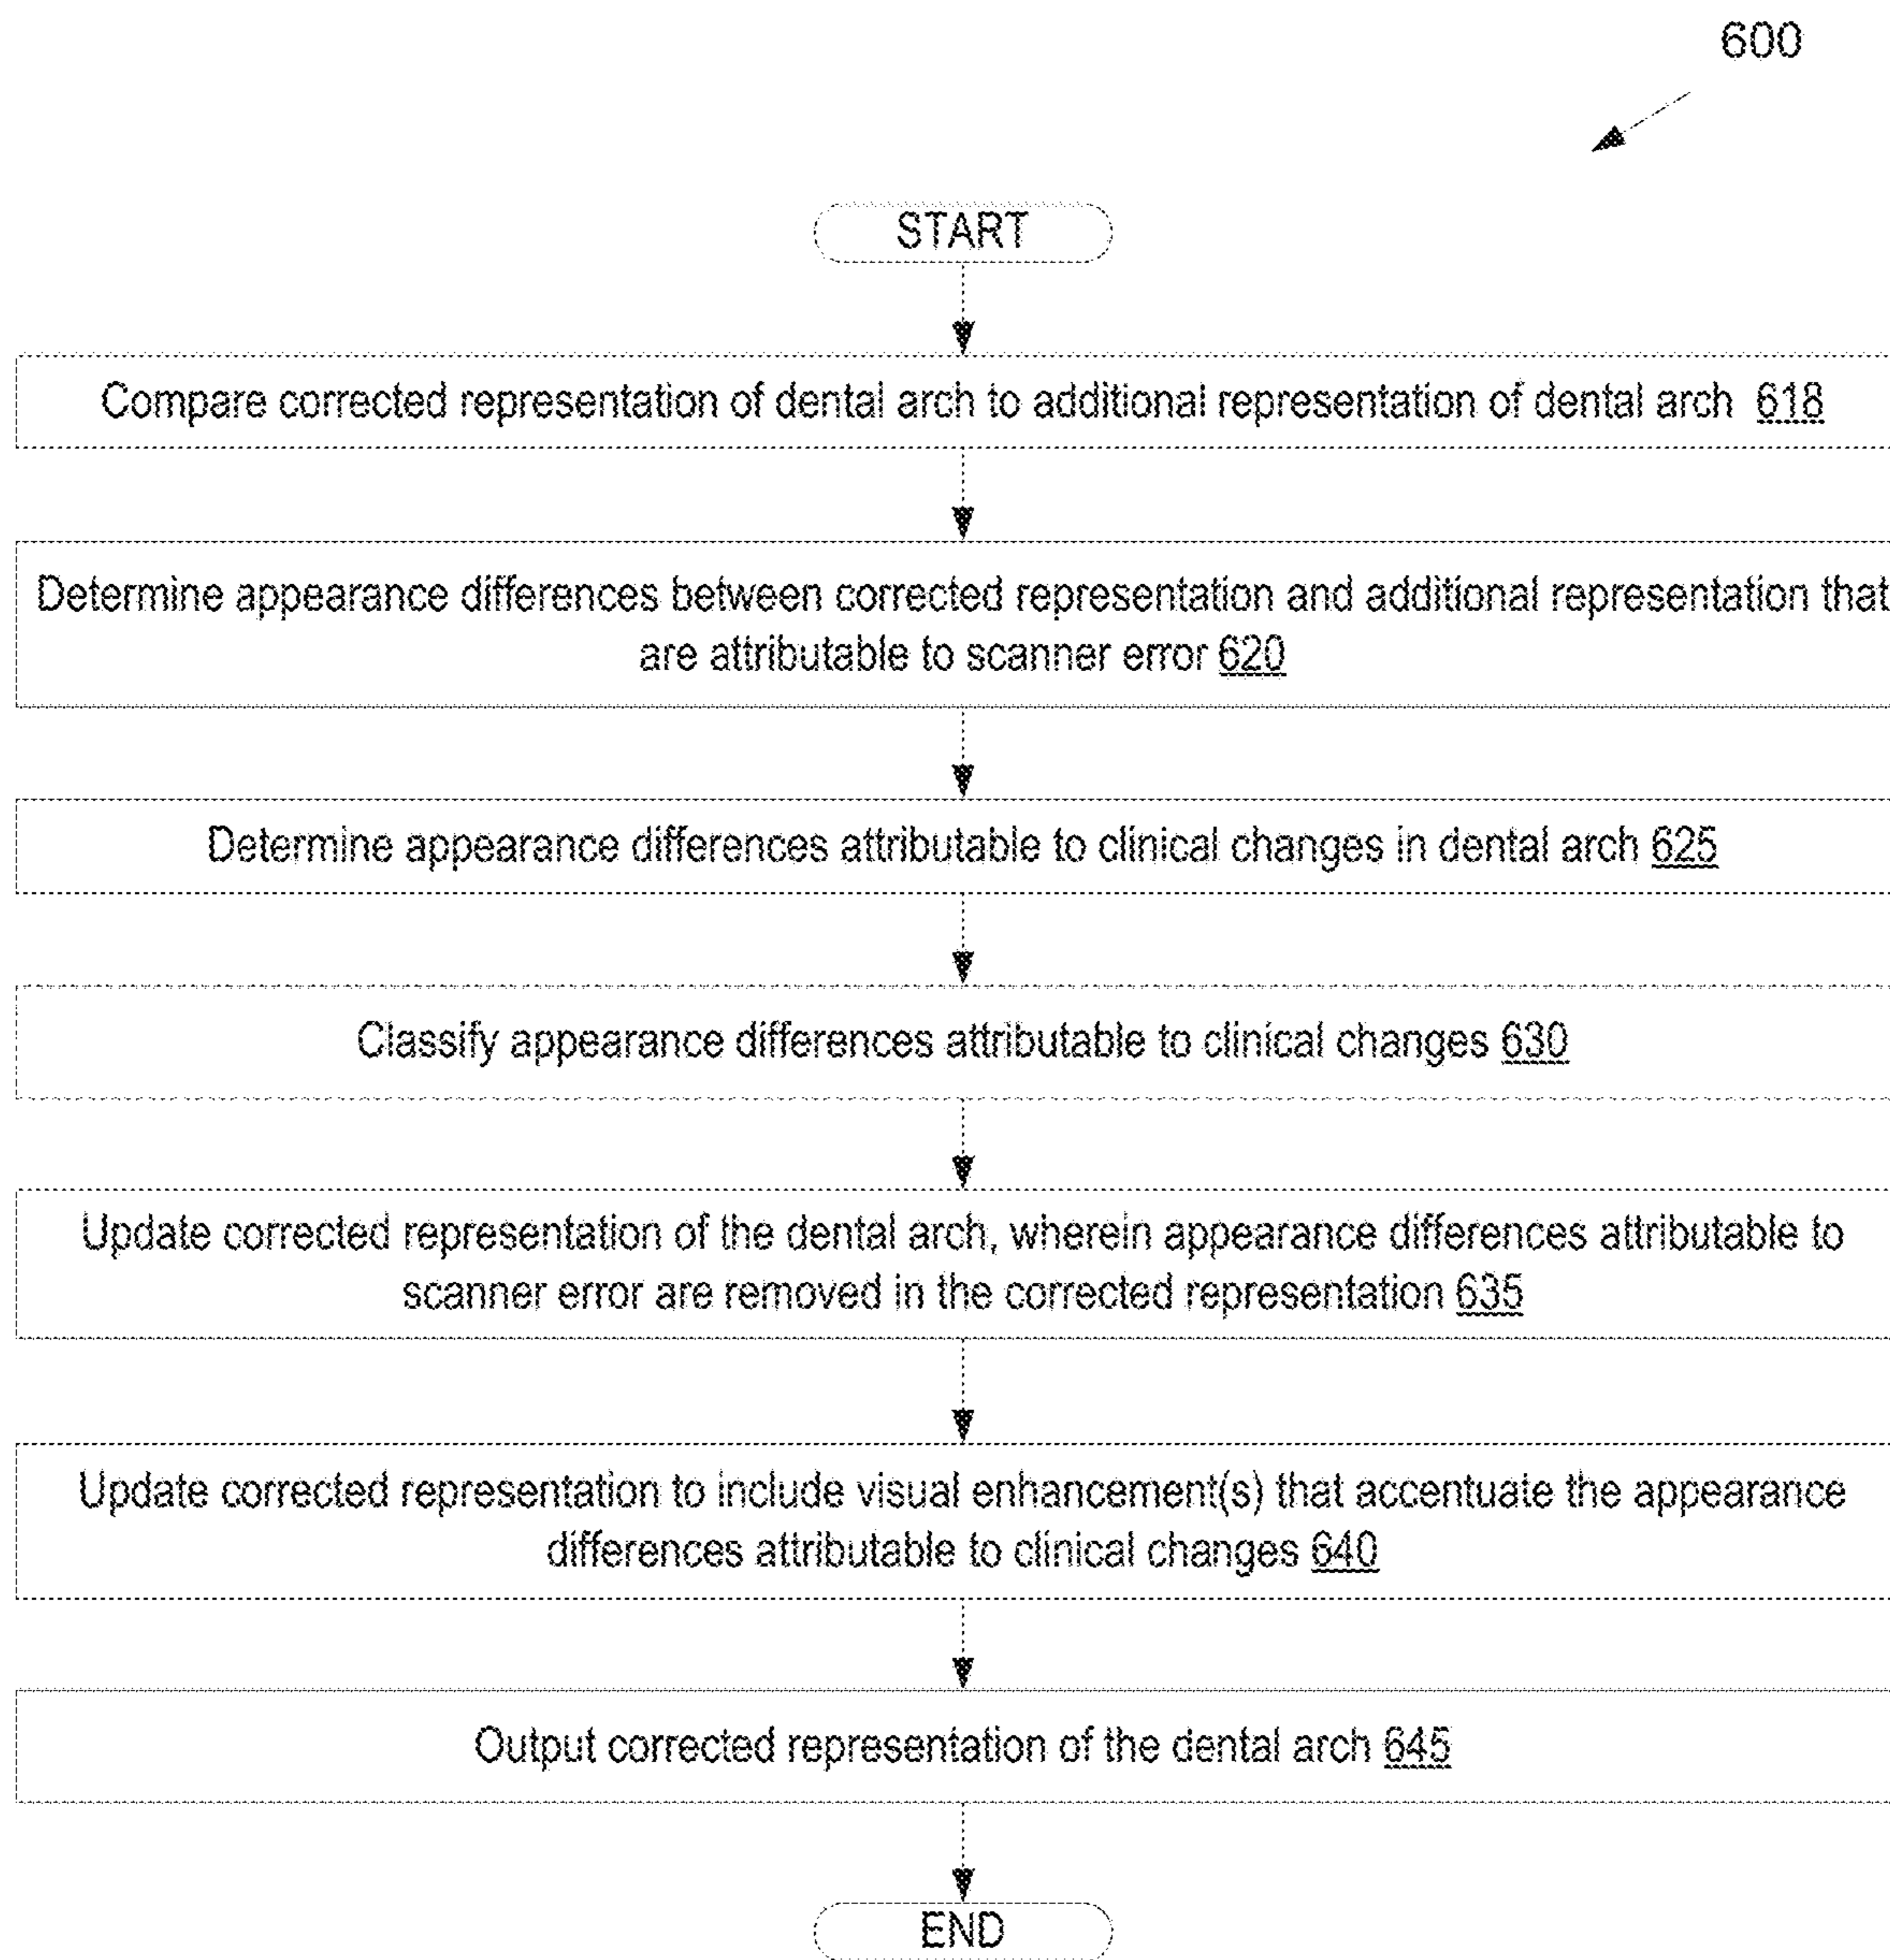 600
START
Compare corrected representation of dental arch to additional representation of dental arch 618
Determine appearance differences between corrected representation and additional representation that
are attributable to scanner error 620
Determine appearance differences attributable to clinical changes in dental arch 625
Classify appearance differences attributable to clinical changes 630
Update corrected representation of the dental arch, wherein appearance differences attributable to
scanner error are removed in the corrected representation 635
Update corrected representation to include visual enhancement(s) that accentuate the appearance
differences attributable to clinical changes 640
Output corrected representation of the dental arch 645
END